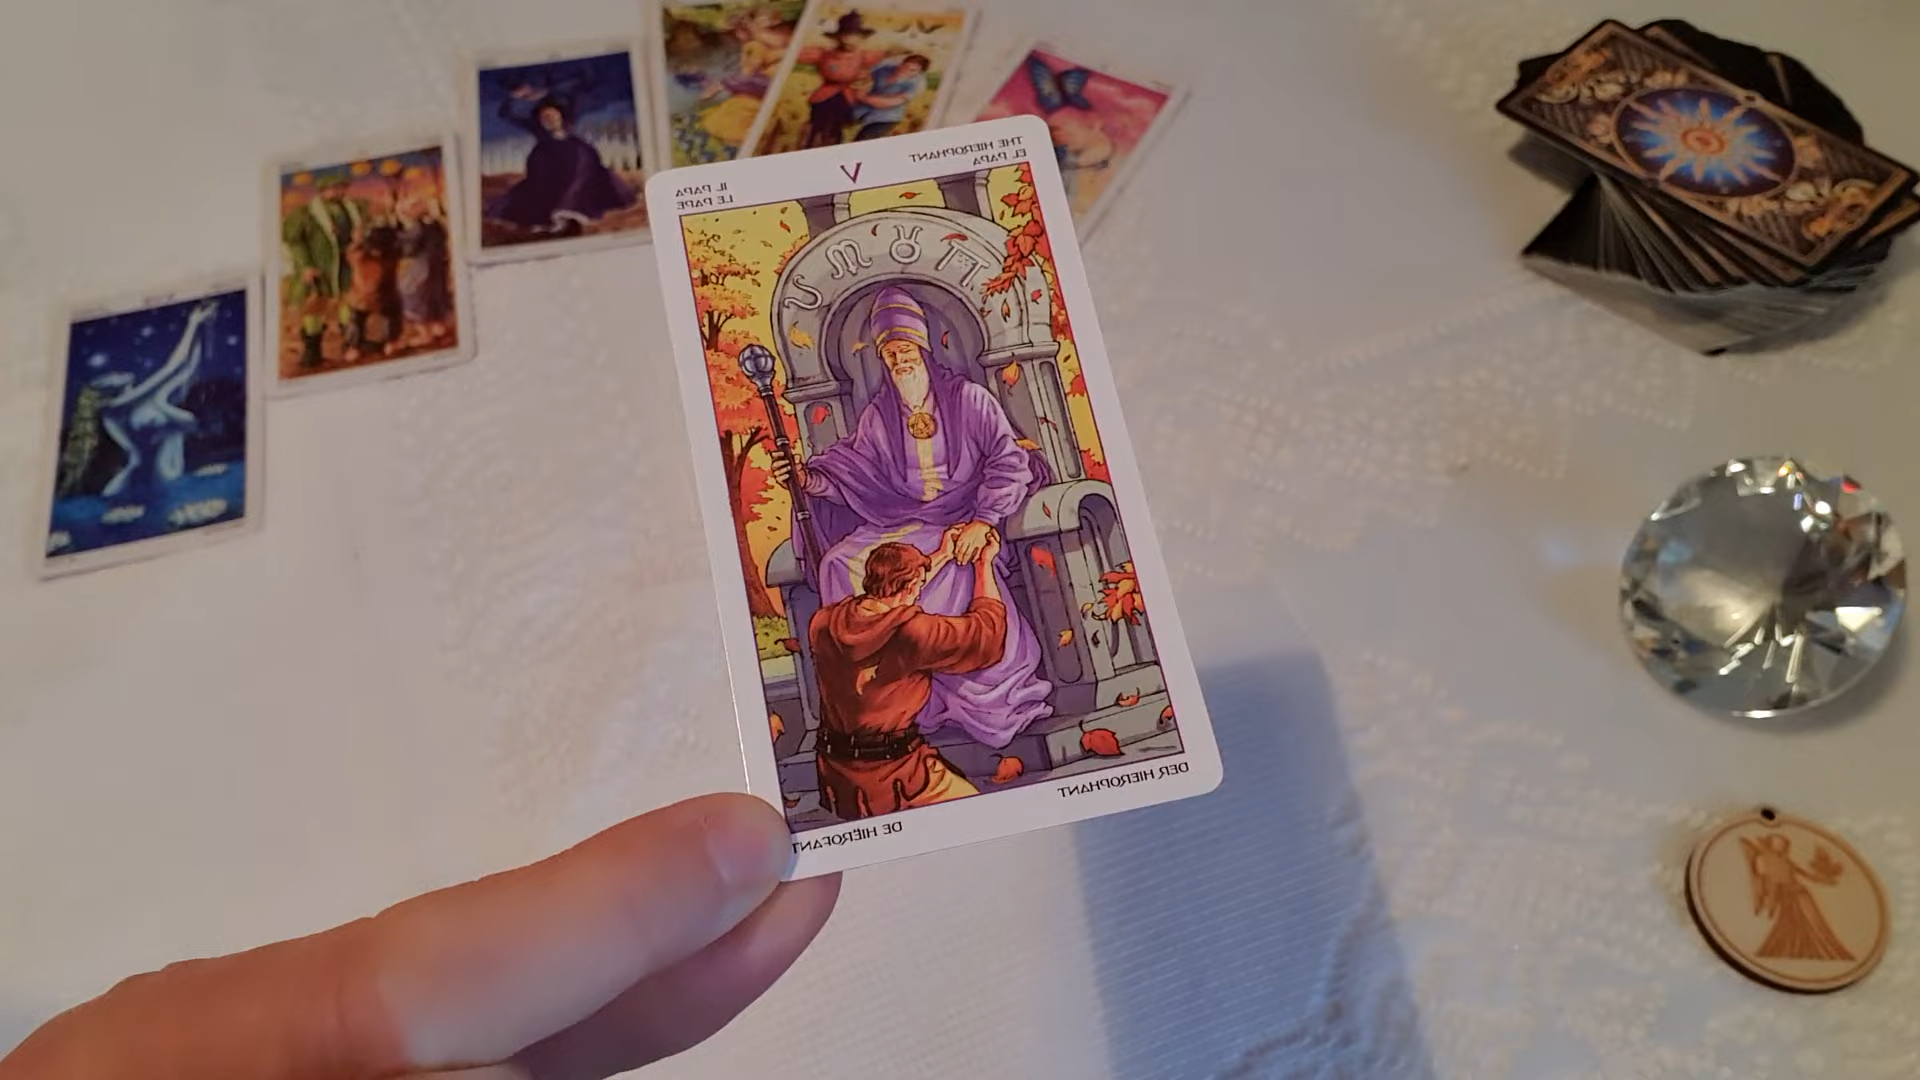 THE HIEROPHANT
EL PAPA
V
IL PAPA
LE PAPE
DER HIEROPHANT
DE HIËROFANT